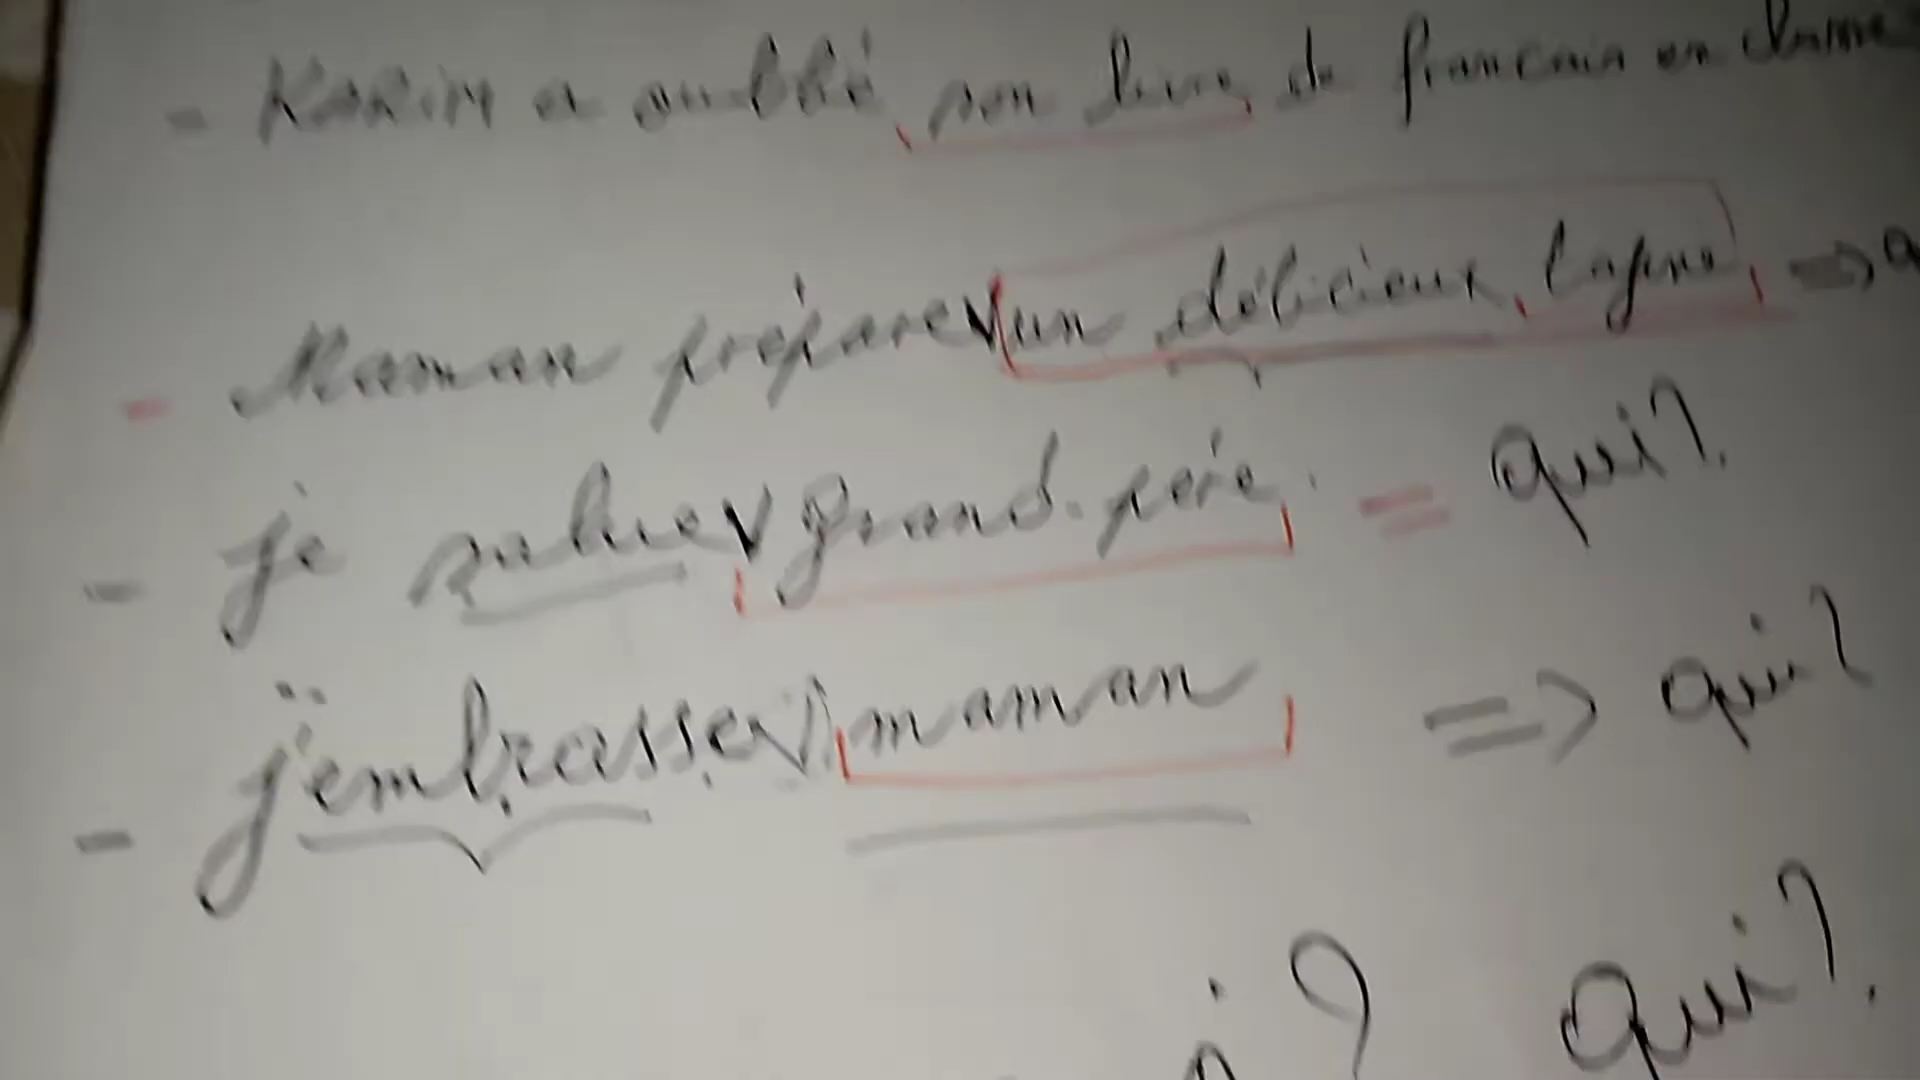 - KARIM a oublié son livre de français en classe
- Maman prépare un délicieux =>
- je salue grand-père. = qui?
- j'embrasse maman => qui?
? qui?